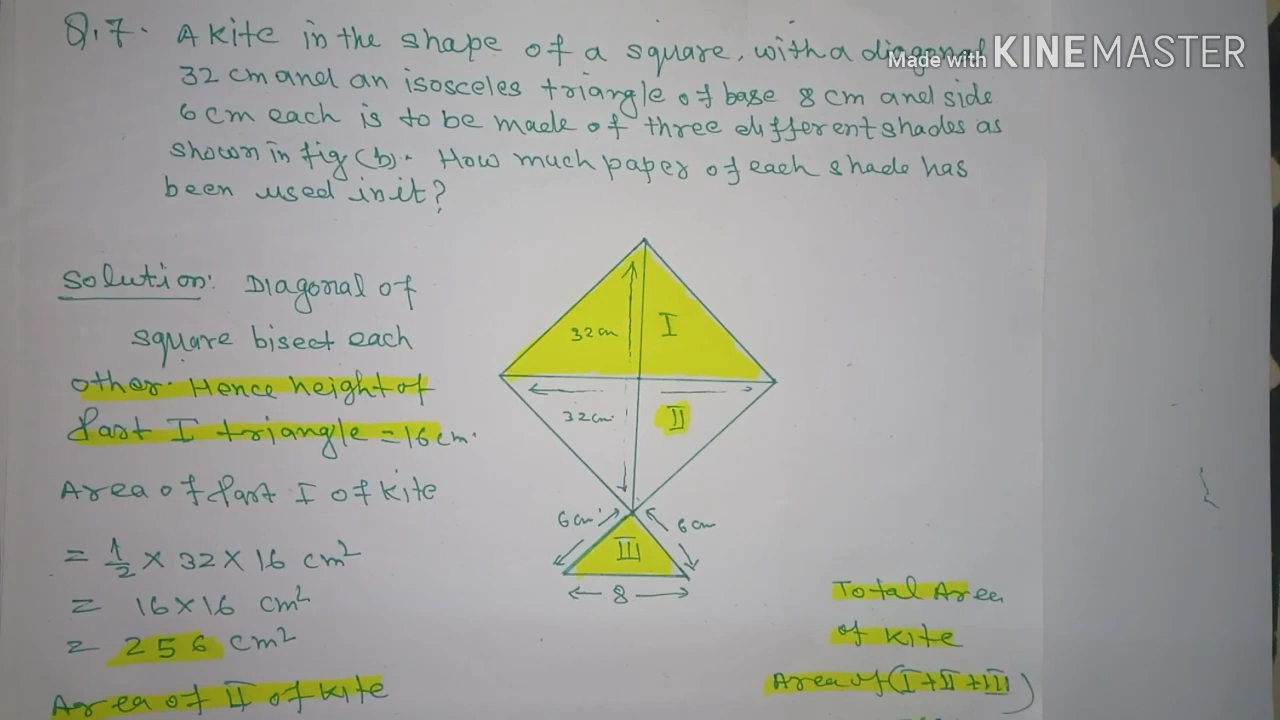 Q.7. A kite in the shape of a square, with a diagonal
Made with KINEMASTER
32 cm and an isosceles triangle of base 8 cm and side
6 cm each is to be made of three different shades as
shown in fig (b). How much paper of each shade has
been used in it?
Solution: Diagonal of
square bisect each
other. Hence height of
Part I triangle = 16 cm.
Area of Part I of kite
= 1/2 × 32 × 16 cm²
= 16 × 16 cm²
= 256 cm²
Area of II of kite
32 cm
I
32 cm
II
6 cm
6 cm
III
8
Total Area
of kite
Area of (I + II + III)